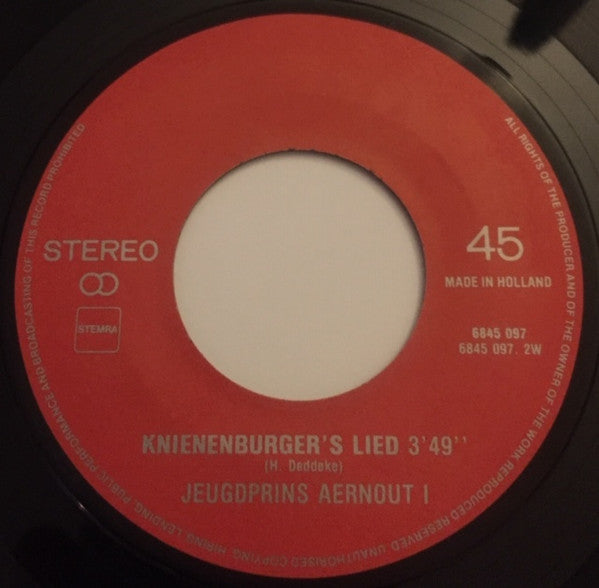 STEREO
STEMRA
45
MADE IN HOLLAND
6845 097
6845 097. 2W
KNIENENBURGER'S LIED 3'49''
(H. Deddeke)
JEUGDPRINS AERNOUT I
ALL RIGHTS OF THE PRODUCER AND OF THE OWNER OF THE WORK REPRODUCED RESERVED. UNAUTHORISED COPYING. HIRING, LENDING, PUBLIC PERFORMANCE AND BROADCASTING OF THIS RECORD PROHIBITED